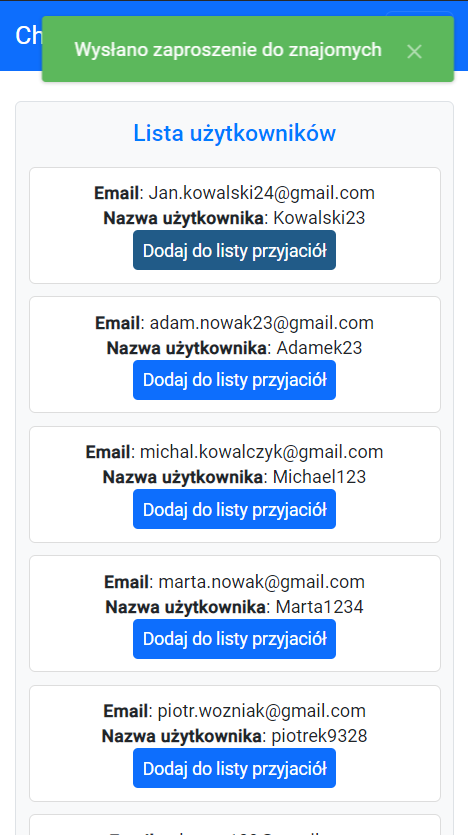 Ch
Wysłano zaproszenie do znajomych ×
Lista użytkowników
Email: Jan.kowalski24@gmail.com
Nazwa użytkownika: Kowalski23
Dodaj do listy przyjaciół
Email: adam.nowak23@gmail.com
Nazwa użytkownika: Adamek23
Dodaj do listy przyjaciół
Email: michal.kowalczyk@gmail.com
Nazwa użytkownika: Michael123
Dodaj do listy przyjaciół
Email: marta.nowak@gmail.com
Nazwa użytkownika: Marta1234
Dodaj do listy przyjaciół
Email: piotr.wozniak@gmail.com
Nazwa użytkownika: piotrek9328
Dodaj do listy przyjaciół